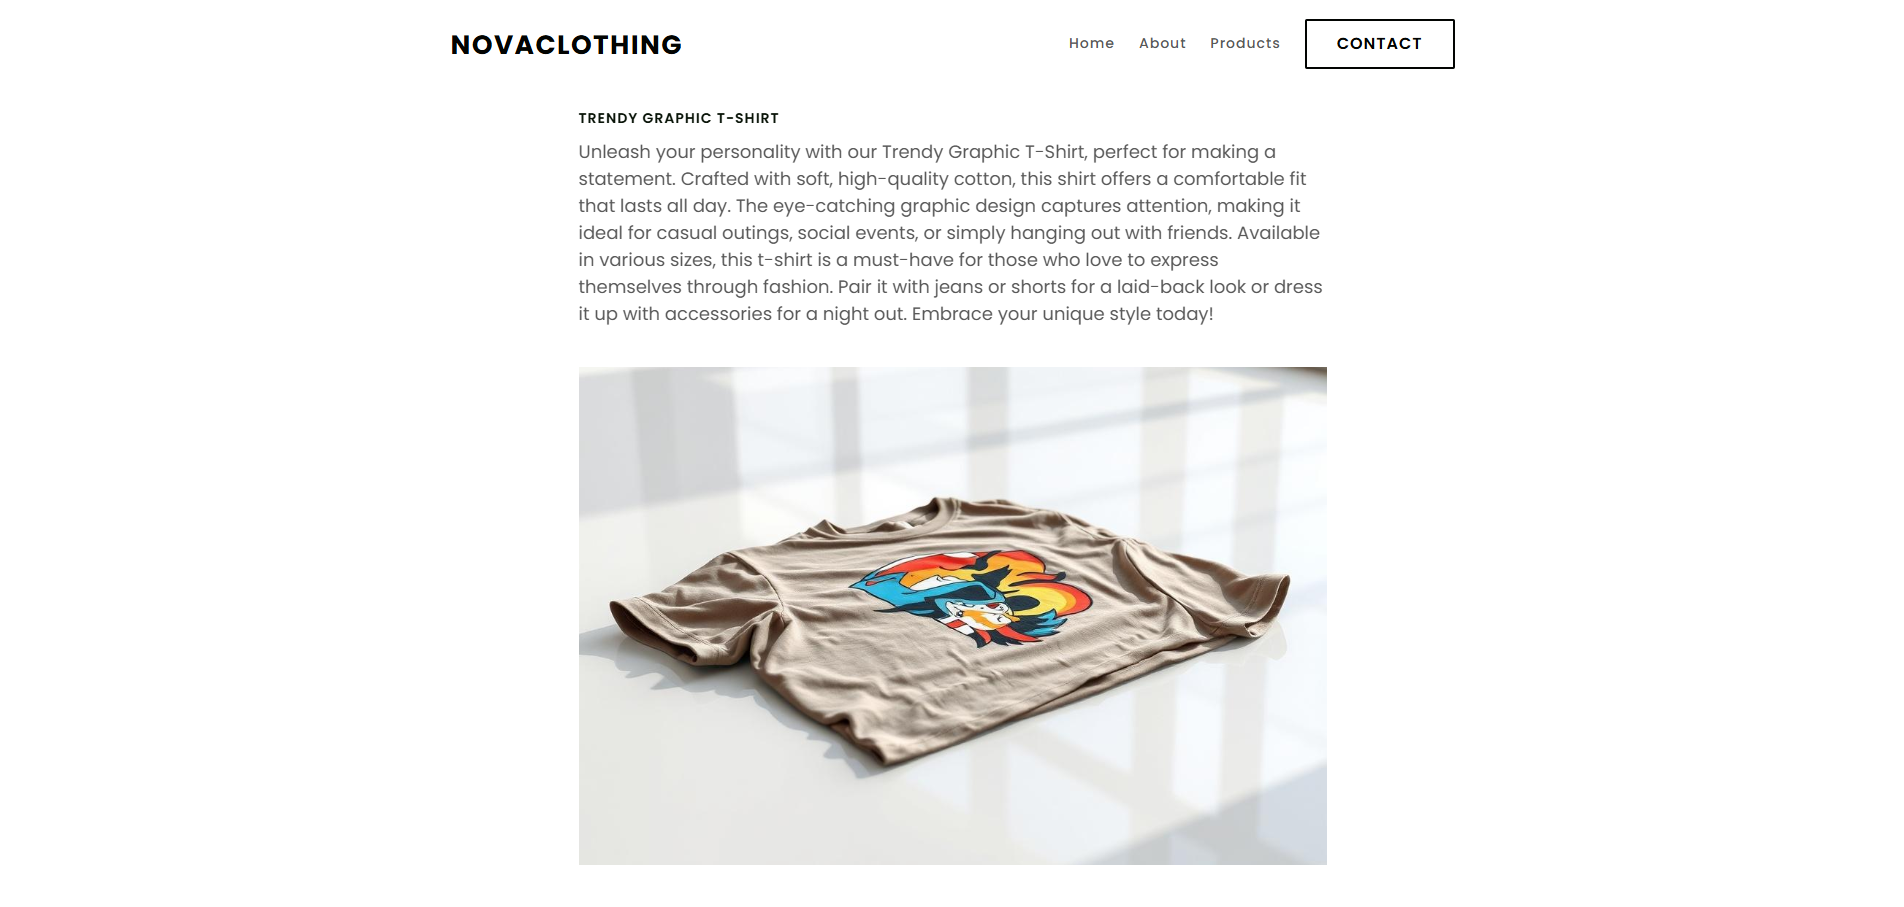 NOVACLOTHING
Home
About
Products
CONTACT
TRENDY GRAPHIC T-SHIRT
Unleash your personality with our Trendy Graphic T-Shirt, perfect for making a
statement. Crafted with soft, high-quality cotton, this shirt offers a comfortable fit
that lasts all day. The eye-catching graphic design captures attention, making it
ideal for casual outings, social events, or simply hanging out with friends. Available
in various sizes, this t-shirt is a must-have for those who love to express
themselves through fashion. Pair it with jeans or shorts for a laid-back look or dress
it up with accessories for a night out. Embrace your unique style today!